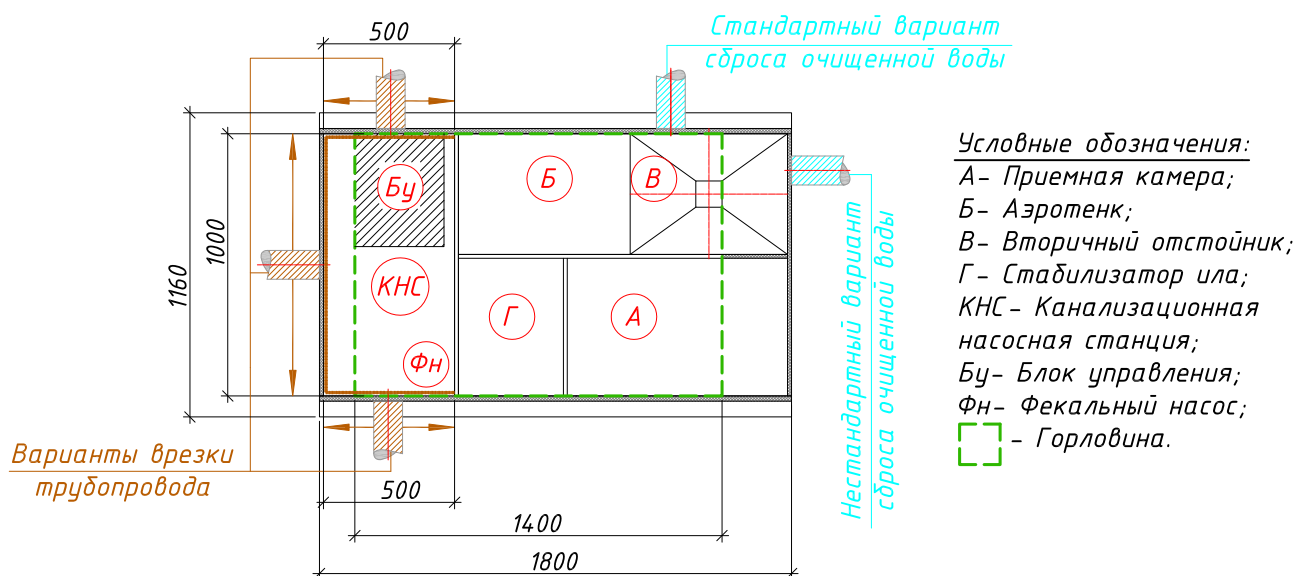 500
Стандартный вариант
сброса очищенной воды
1160
1000
Бу
Б
В
КНС
Г
А
Фн
Нестандартный вариант
сброса очищенной воды
Варианты врезки
трубопровода
500
1400
1800
Условные обозначения:
А- Приемная камера;
Б- Аэротенк;
В- Вторичный отстойник;
Г- Стабилизатор ила;
КНС- Канализационная
насосная станция;
Бу- Блок управления;
Фн- Фекальный насос;
- Горловина.